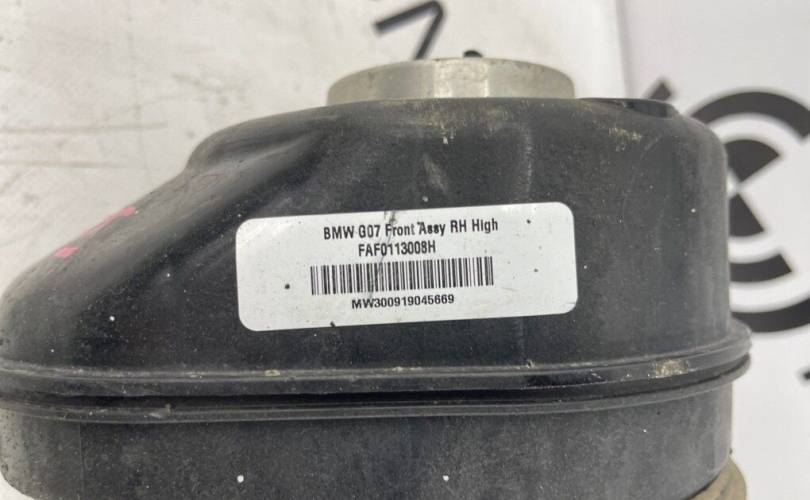 BMW G07 Front Assy RH High
FAF0113008H
MW300919045669